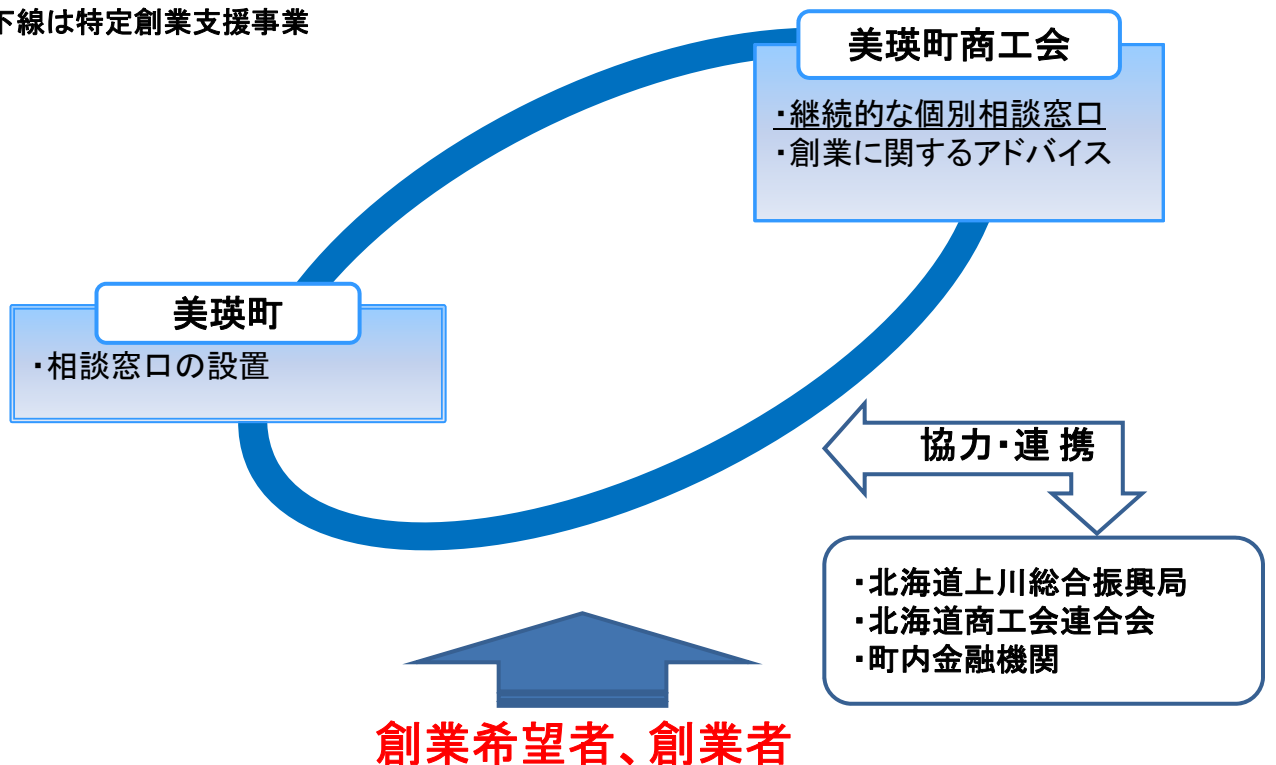 下線は特定創業支援事業
美瑛町商工会
・継続的な個別相談窓口
・創業に関するアドバイス
美瑛町
・相談窓口の設置
協力・連 携
・北海道上川総合振興局
・北海道商工会連合会
・町内金融機関
創業希望者、創業者